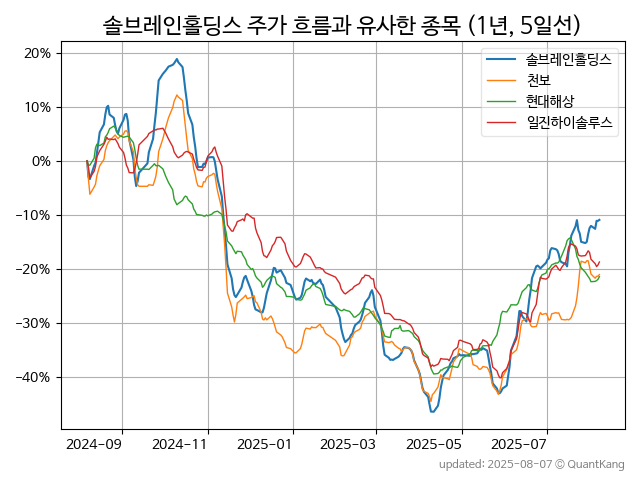 솔브레인홀딩스 주가 흐름과 유사한 종목 (1년, 5일선)
솔브레인홀딩스
천보
현대해상
일진하이솔루스
20%
10%
0%
−10%
−20%
−30%
−40%
2024-09 2024-11 2025-01 2025-03 2025-05 2025-07
updated: 2025-08-07 © QuantKang